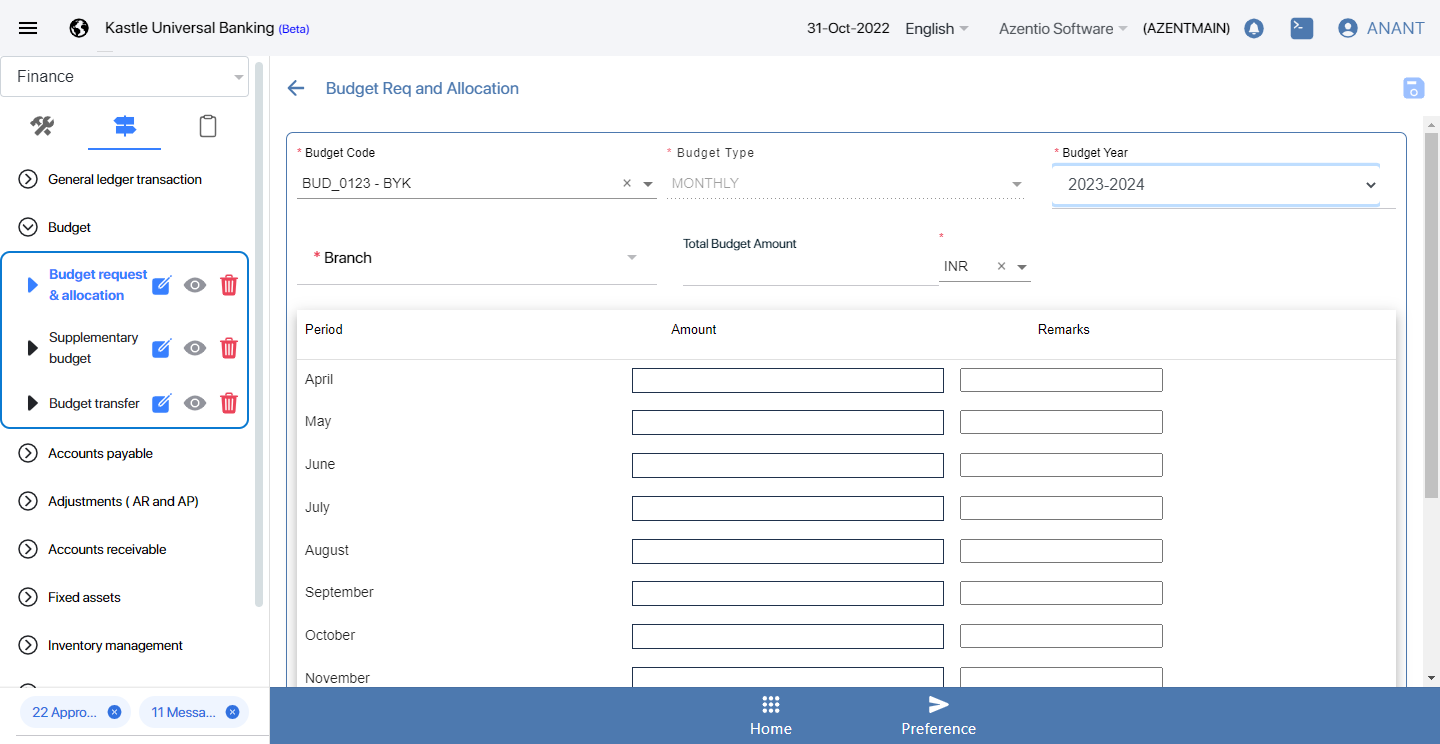 Kastle Universal Banking (Beta)
31-Oct-2022 English Azentio Software (AZENTMAIN) ANANT
Finance
General ledger transaction
Budget
Budget request
& allocation
Supplementary
budget
Budget transfer
Accounts payable
Adjustments ( AR and AP)
Accounts receivable
Fixed assets
Inventory management
22 Appro...
11 Messa...
Budget Req and Allocation
* Budget Code
BUD_0123 - BYK
* Budget Type
MONTHLY
* Budget Year
2023-2024
* Branch
Total Budget Amount
*
INR
Period Amount Remarks
April
May
June
July
August
September
October
November
Home
Preference